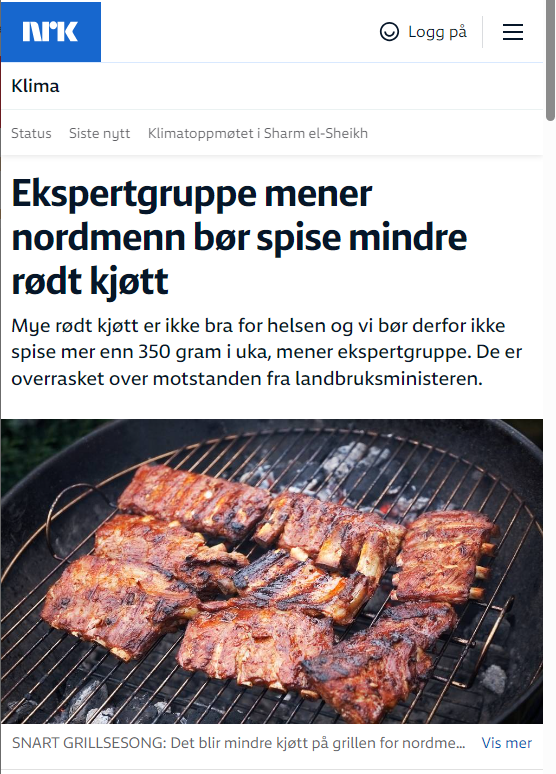 NRK
Logg på
Klima
Status Siste nytt Klimatoppmøtet i Sharm el-Sheikh
Ekspertgruppe mener
nordmenn bør spise mindre
rødt kjøtt
Mye rødt kjøtt er ikke bra for helsen og vi bør derfor ikke
spise mer enn 350 gram i uka, mener ekspertgruppe. De er
overrasket over motstanden fra landbruksministeren.
SNART GRILLSESONG: Det blir mindre kjøtt på grillen for nordme... Vis mer